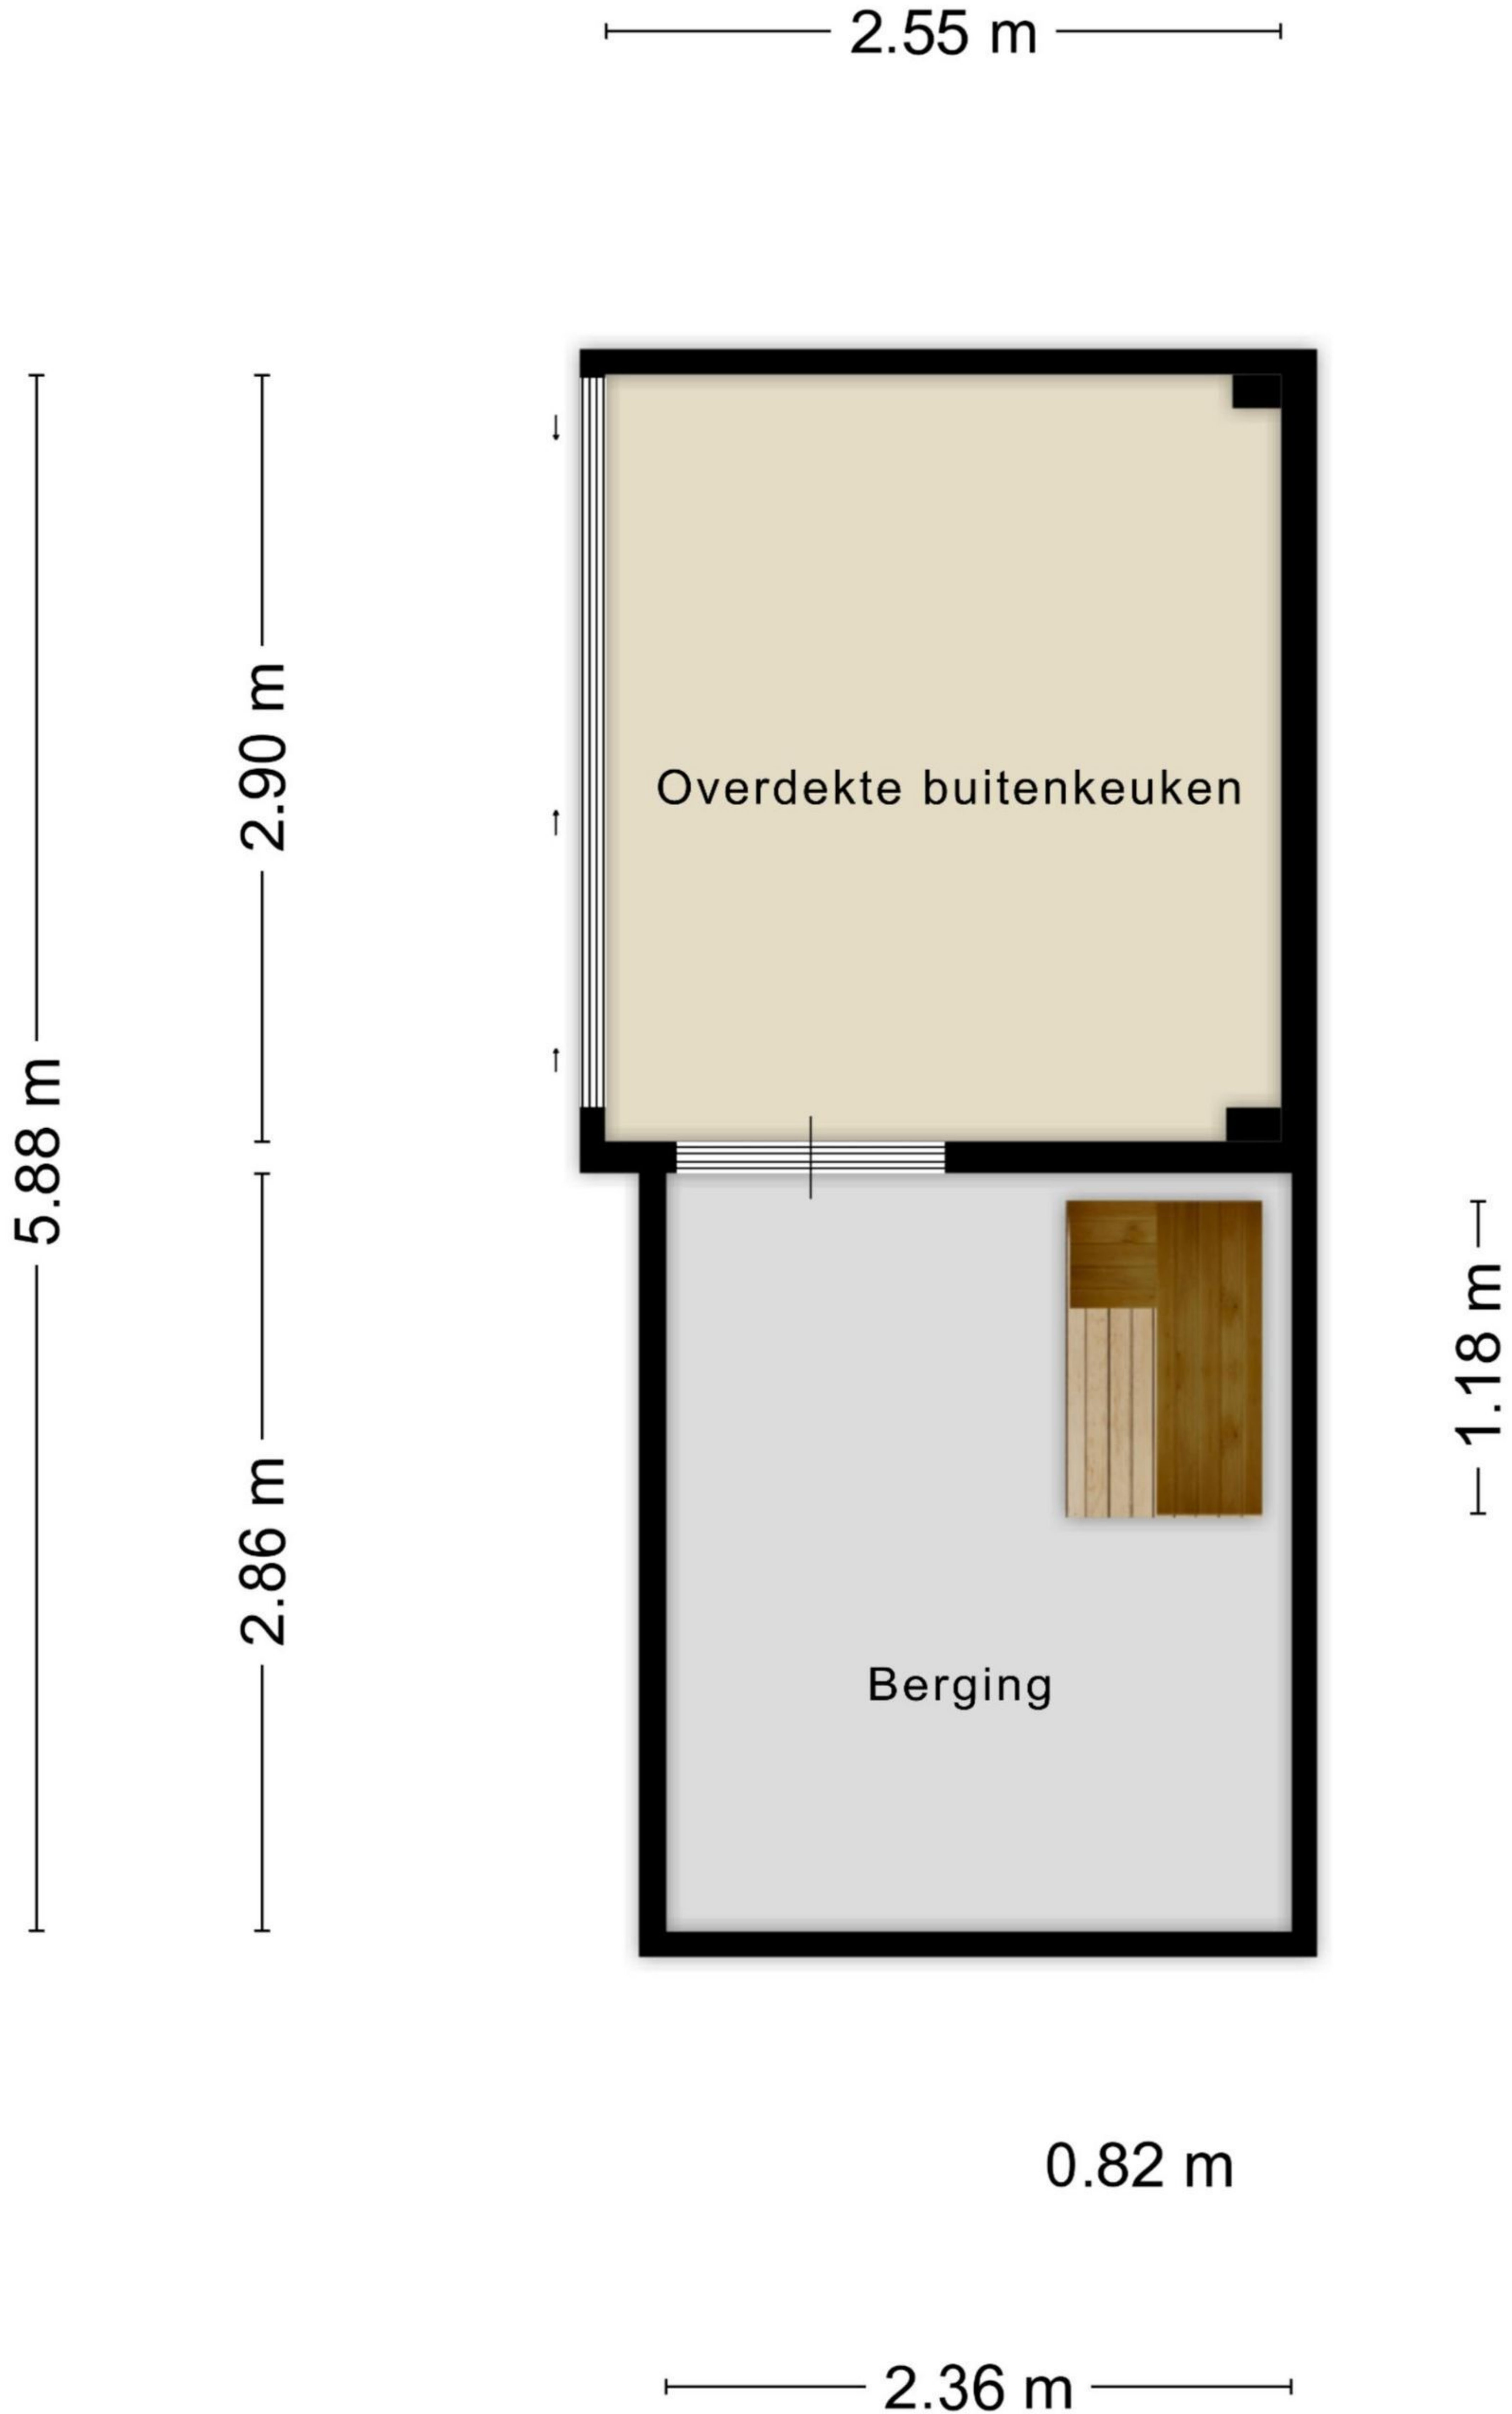 2.55 m
2.90 m
Overdekte buitenkeuken
5.88 m
1.18 m
2.86 m
Berging
0.82 m
2.36 m